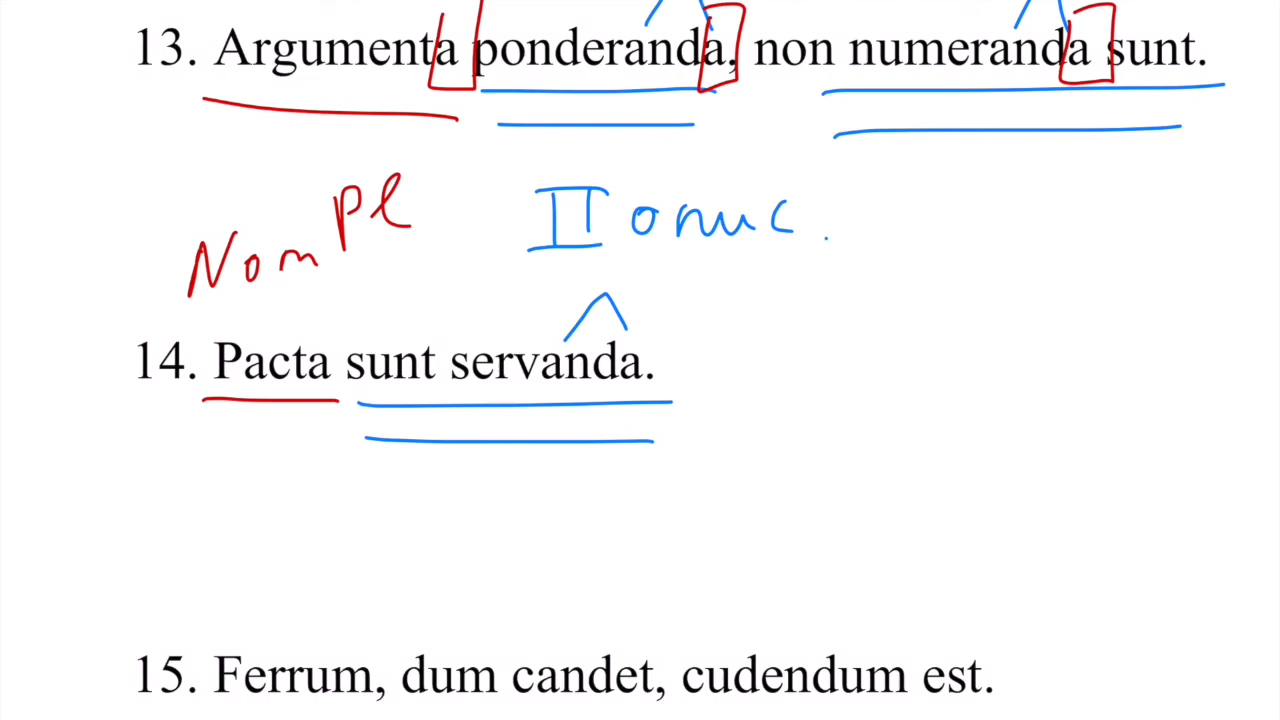 13. Argumenta ponderanda, non numeranda sunt.
Nom Pl II опис.
14. Pacta sunt servanda.
15. Ferrum, dum candet, cudendum est.